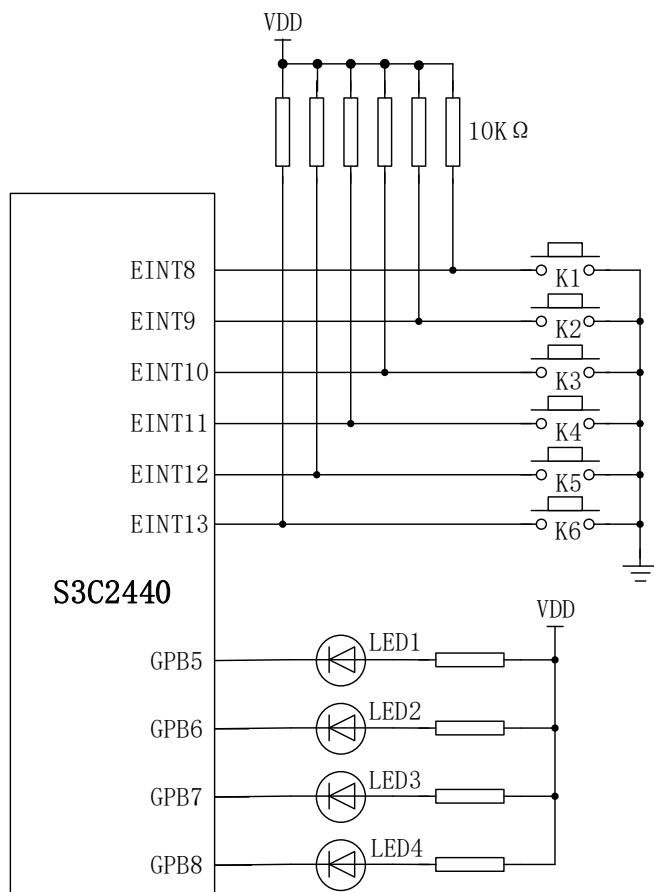 VDD
10KΩ
EINT8
K1
EINT9
K2
EINT10
K3
EINT11
K4
EINT12
K5
EINT13
K6
S3C2440
VDD
GPB5
LED1
GPB6
LED2
GPB7
LED3
GPB8
LED4